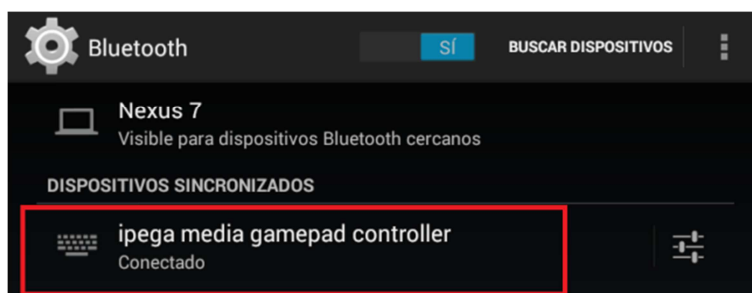 Bluetooth SÍ BUSCAR DISPOSITIVOS
Nexus 7
Visible para dispositivos Bluetooth cercanos
DISPOSITIVOS SINCRONIZADOS
ipega media gamepad controller
Conectado